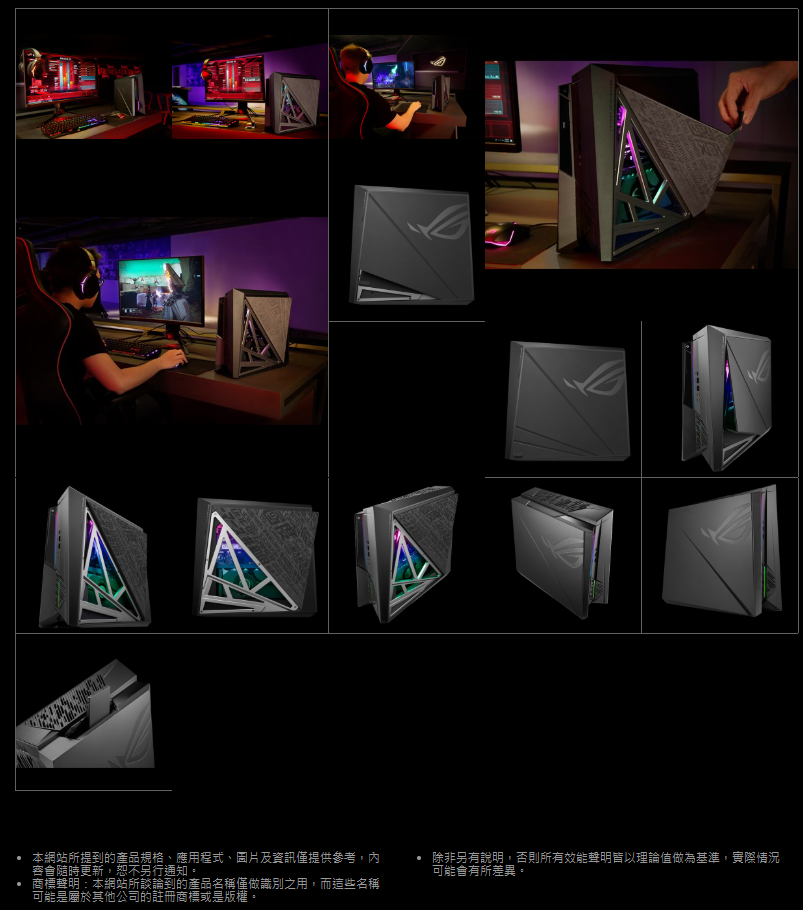 本網站所提到的產品規格、應用程式、圖片及資訊僅提供參考，內
容會隨時更新，恕不另行通知。
商標聲明：本網站所談論到的產品名稱僅做識別之用，而這些名稱
可能是屬於其他公司的註冊商標或是版權。
除非另有說明，否則所有效能聲明皆以理論值做為基準，實際情況
可能會有所差異。